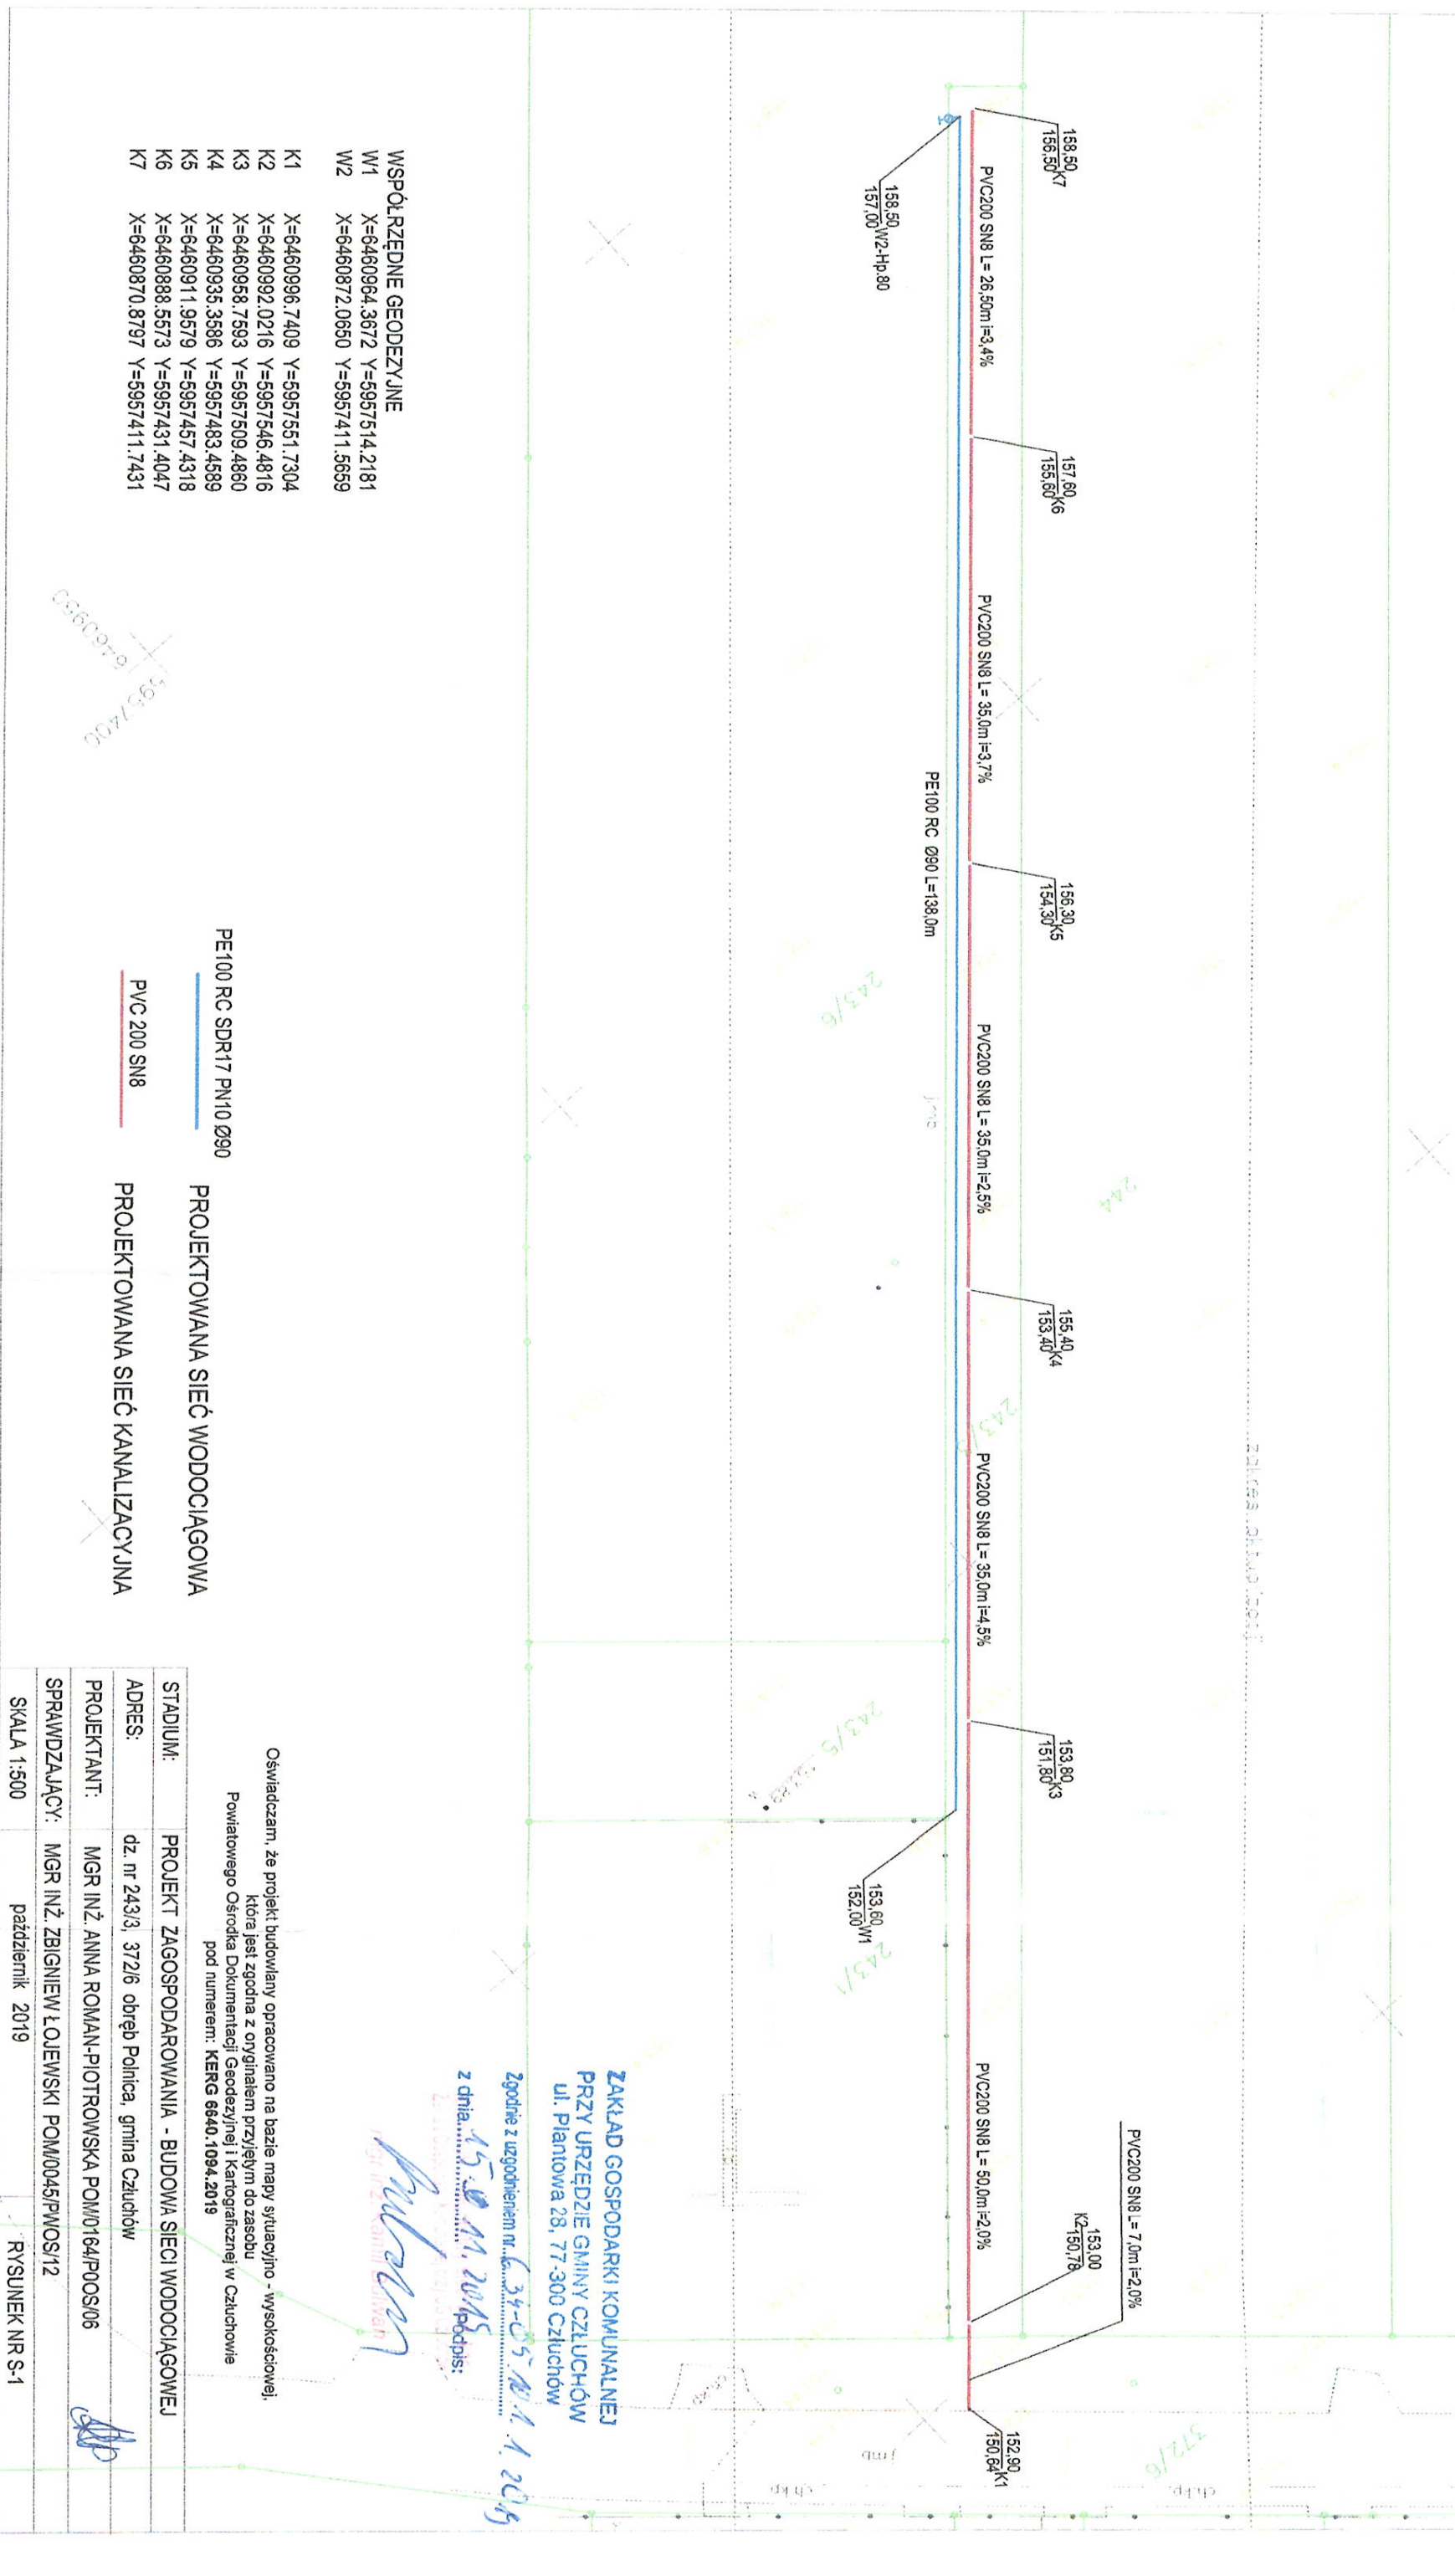 158,50
156,50 K7
PVC200 SN8 L= 26,50m i=3,4%
157,60
155,60 K6
PVC200 SN8 L= 35,0m i=3,7%
156,30
154,30 K5
PVC200 SN8 L= 35,0m i=2,5%
155,40
153,40 K4
PVC200 SN8 L= 35,0m i=4,5%
153,80
151,80 K3
PVC200 SN8 L= 50,0m i=2,0%
PVC200 SN8 L= 7,0m i=2,0%
153,00
K2 150,78
152,90
150,64 K1
158,50
157,00 W2-Hp.80
PE100 RC Ø90 L=138,0m
153,60
152,00 W1
243/6
244
243/3
243/5
243/1
372/6
jmb
WSPÓŁRZĘDNE GEODEZYJNE
W1 X=6460964.3672 Y=5957514.2181
W2 X=6460872.0650 Y=5957411.5659
K1 X=6460996.7409 Y=5957551.7304
K2 X=6460992.0216 Y=5957546.4816
K3 X=6460958.7593 Y=5957509.4860
K4 X=6460935.3586 Y=5957483.4589
K5 X=6460911.9579 Y=5957457.4318
K6 X=6460888.5573 Y=5957431.4047
K7 X=6460870.8797 Y=5957411.7431
5957400
6460950
PE100 RC SDR17 PN10 Ø90
PROJEKTOWANA SIEĆ WODOCIĄGOWA
PVC 200 SN8
PROJEKTOWANA SIEĆ KANALIZACYJNA
ZAKŁAD GOSPODARKI KOMUNALNEJ
PRZY URZĘDZIE GMINY CZŁUCHÓW
ul. Plantowa 28, 77-300 Człuchów
Zgodnie z uzgodnieniem nr
z dnia podpis:
Oświadczam, że projekt budowlany opracowano na bazie mapy sytuacyjno - wysokościowej,
która jest zgodna z oryginałem przyjętym do zasobu
Powiatowego Ośrodka Dokumentacji Geodezyjnej i Kartograficznej w Człuchowie
pod numerem: KERG 6640.1094.2019
STADIUM: PROJEKT ZAGOSPODAROWANIA - BUDOWA SIECI WODOCIĄGOWEJ
ADRES: dz. nr 243/3, 372/6 obręb Polnica, gmina Człuchów
PROJEKTANT: MGR INŻ. ANNA ROMAN-PIOTROWSKA POM/0164/POOS/06
SPRAWDZAJĄCY: MGR INŻ. ZBIGNIEW ŁOJEWSKI POM/0045/PWOS/12
SKALA 1:500 październik 2019 RYSUNEK NR S-1